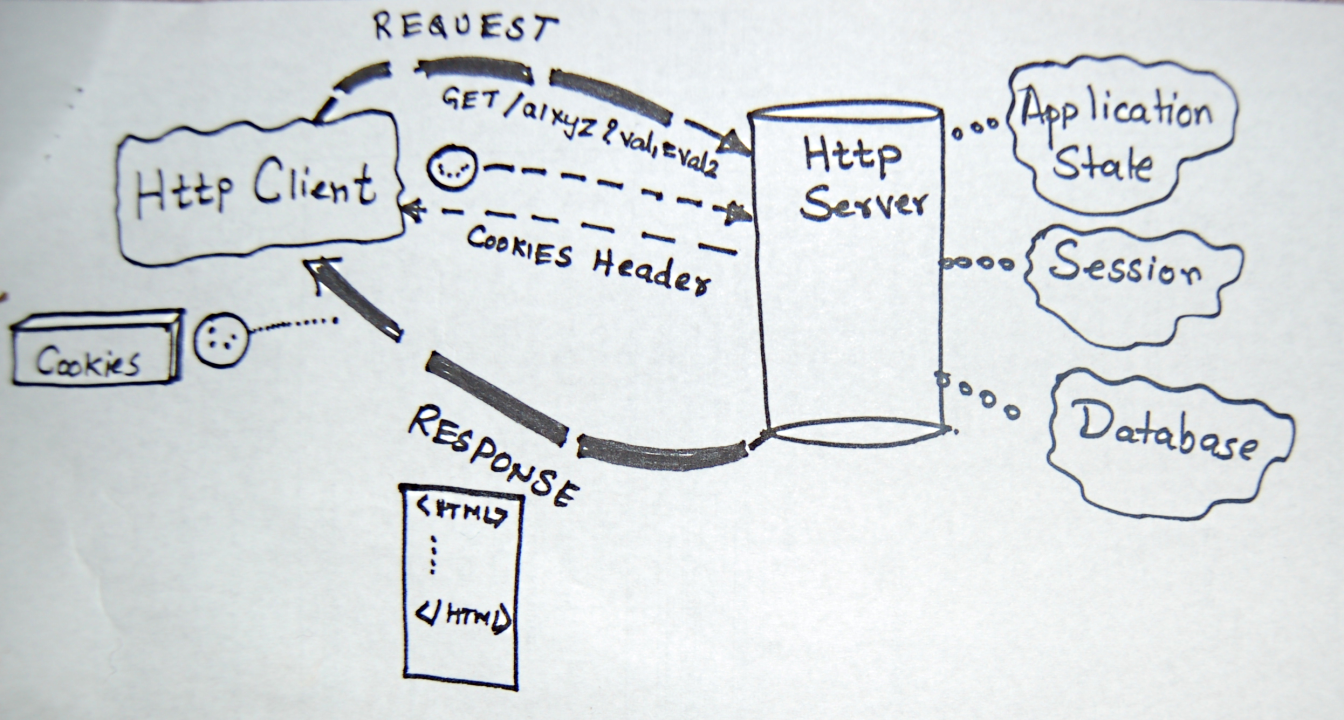 REQUEST
GET /a1xyz?val1=val2
Http Client
COOKIES Header
Http
Server
Application
State
Session
Database
Cookies
RESPONSE
<HTML>
</HTML>